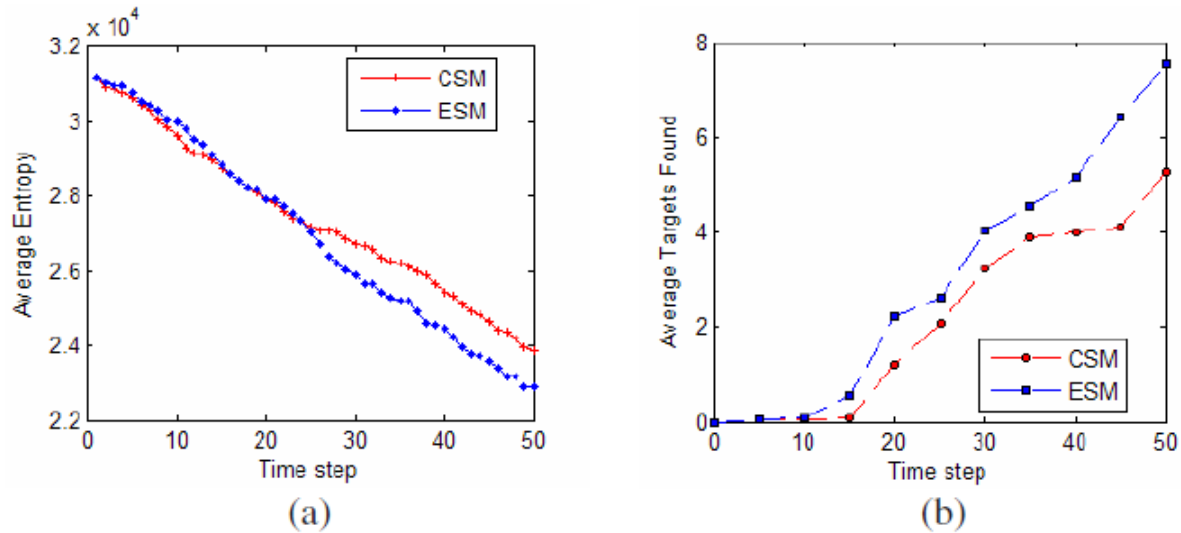 x 10⁴
3.2
3
2.8
2.6
2.4
2.2
0
10
20
30
40
50
Average Entropy
Time step
CSM
ESM
(a)
8
6
4
2
0
0
10
20
30
40
50
Average Targets Found
Time step
CSM
ESM
(b)